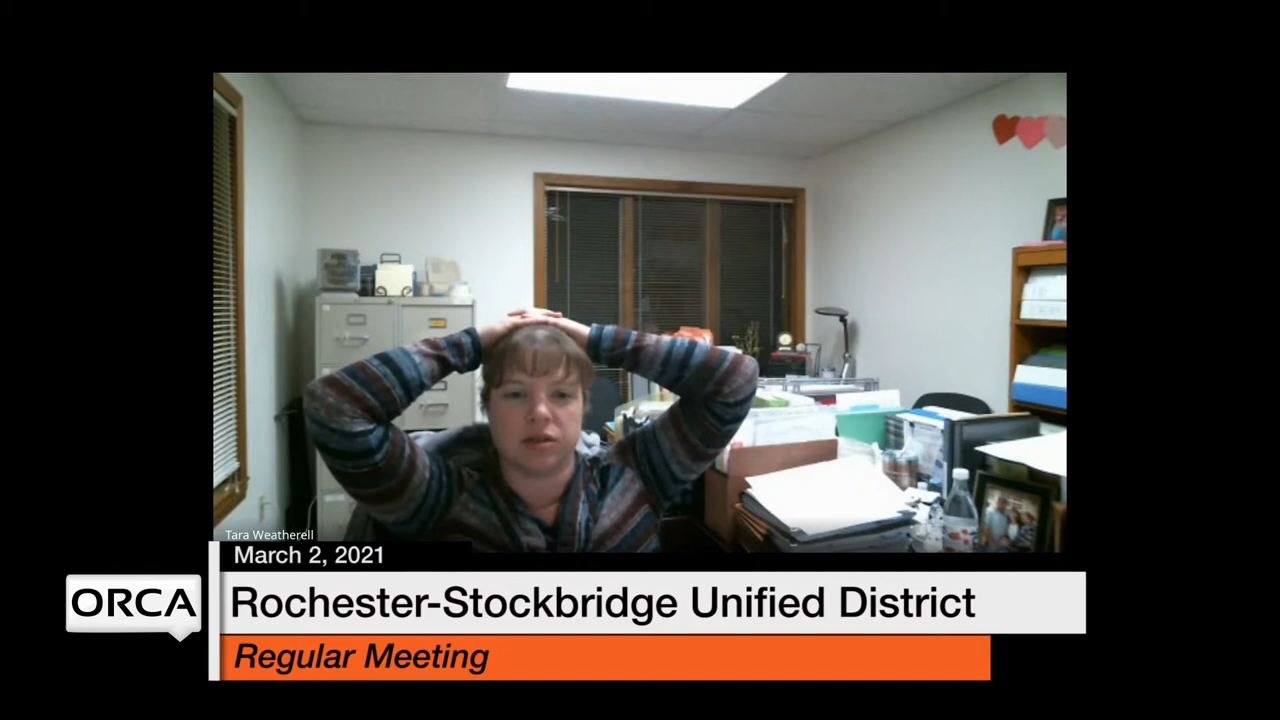 Tara Weatherell
March 2, 2021
ORCA
Rochester-Stockbridge Unified District
Regular Meeting